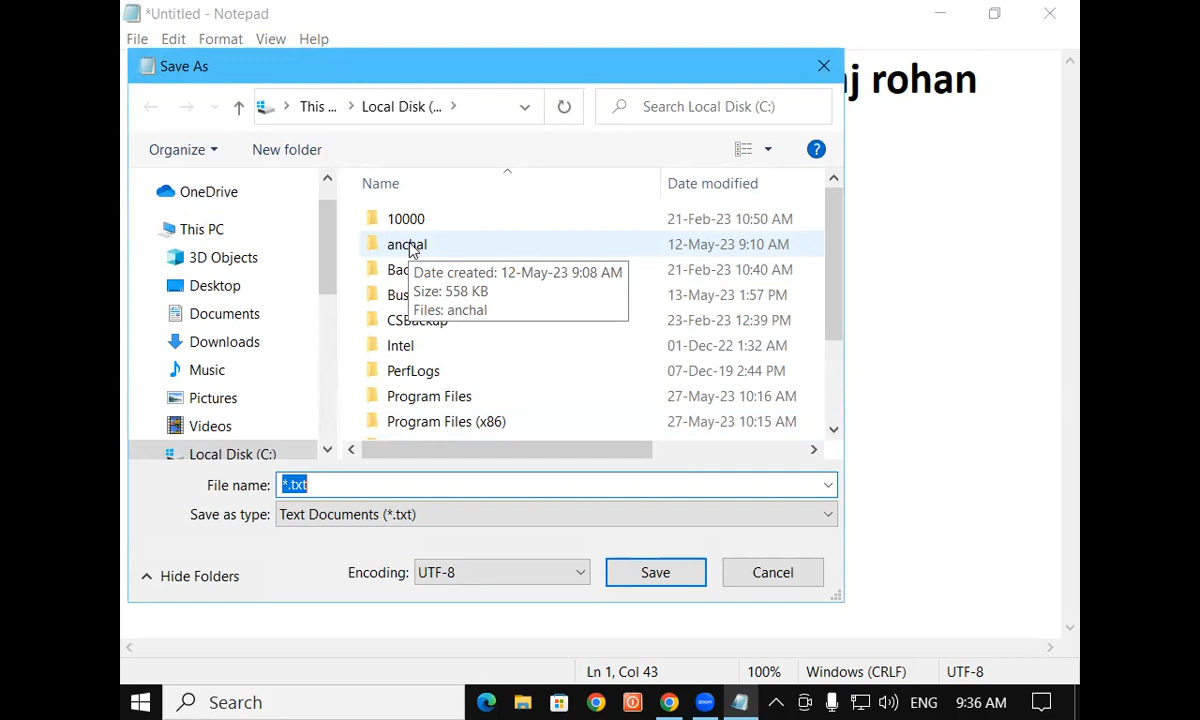 *Untitled - Notepad
File Edit Format View Help
Save As
j rohan
This ... Local Disk (... Search Local Disk (C:)
Organize New folder
OneDrive
This PC
3D Objects
Desktop
Documents
Downloads
Music
Pictures
Videos
Local Disk (C:)
Name Date modified
10000 21-Feb-23 10:50 AM
anchal 12-May-23 9:10 AM
21-Feb-23 10:40 AM
13-May-23 1:57 PM
CSBackup 23-Feb-23 12:39 PM
Intel 01-Dec-22 1:32 AM
PerfLogs 07-Dec-19 2:44 PM
Program Files 27-May-23 10:16 AM
Program Files (x86) 27-May-23 10:15 AM
Date created: 12-May-23 9:08 AM
Size: 558 KB
Files: anchal
File name: *.txt
Save as type: Text Documents (*.txt)
Hide Folders Encoding: UTF-8 Save Cancel
Ln 1, Col 43 100% Windows (CRLF) UTF-8
Search ENG 9:36 AM